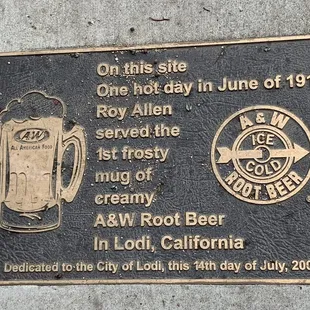 On this site
One hot day in June of 191
Roy Allen
served the
1st frosty
mug of
creamy
A&W Root Beer
In Lodi, California
Dedicated to the City of Lodi, this 14th day of July, 200
A&W
ALL AMERICAN FOOD
A & W
ICE
COLD
ROOT BEER